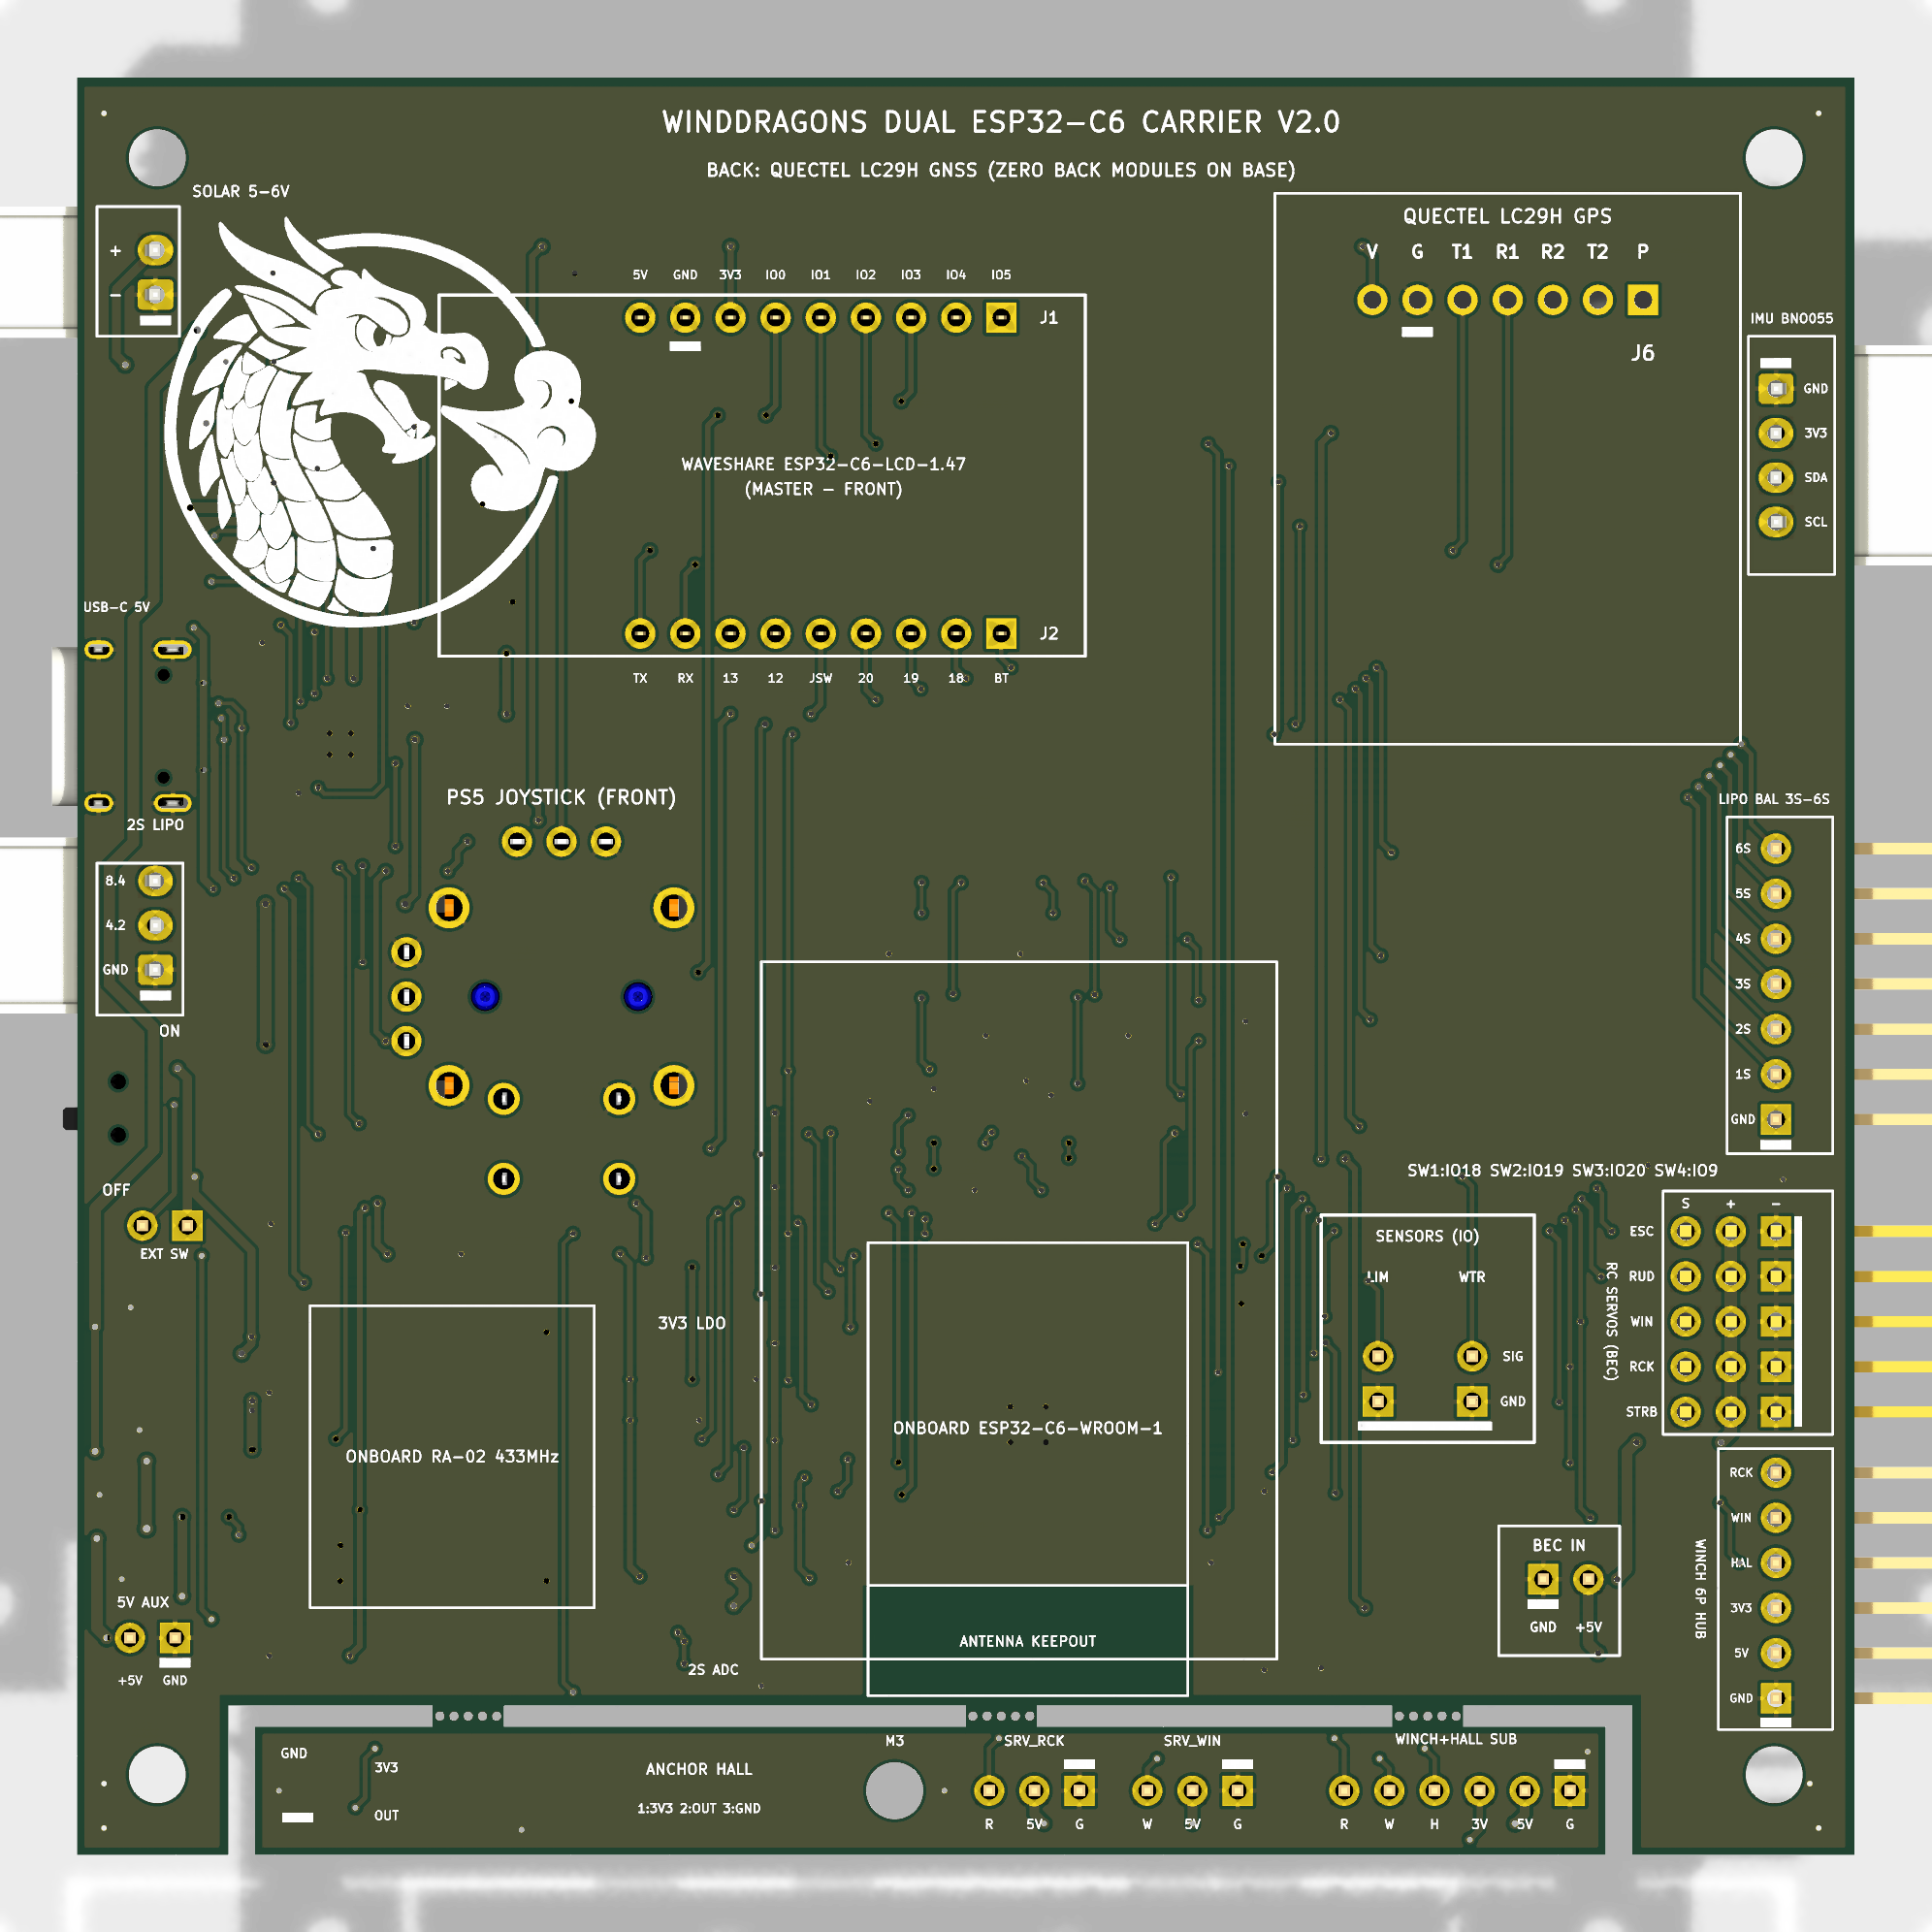 WINDDRAGONS DUAL ESP32-C6 CARRIER V2.0
BACK: QUECTEL LC29H GNSS (ZERO BACK MODULES ON BASE)
SOLAR 5-6V
+
-
5V GND 3V3 IO0 IO1 IO2 IO3 IO4 IO5
J1
WAVESHARE ESP32-C6-LCD-1.47
(MASTER - FRONT)
J2
TX RX 13 12 JSW 20 19 18 BT
QUECTEL LC29H GPS
V G T1 R1 R2 T2 P
J6
IMU BNO055
GND
3V3
SDA
SCL
USB-C 5V
2S LIPO
8.4
4.2
GND
ON
OFF
EXT SW
PS5 JOYSTICK (FRONT)
LIPO BAL 3S-6S
6S
5S
4S
3S
2S
1S
GND
SW1:IO18 SW2:IO19 SW3:IO20 SW4:IO9
S + -
ESC
RUD
WIN
RCK
STRB
RC SERVOS (BEC)
SENSORS (IO)
LIM WTR
SIG
GND
3V3 LDO
ONBOARD RA-02 433MHz
ONBOARD ESP32-C6-WROOM-1
ANTENNA KEEPOUT
2S ADC
BEC IN
GND +5V
RCK
WIN
HAL
3V3
5V
GND
WINCH 6P HUB
5V AUX
+5V GND
GND
3V3
OUT
ANCHOR HALL
1:3V3 2:OUT 3:GND
M3
SRV_RCK
R 5V G
SRV_WIN
W 5V G
WINCH+HALL SUB
R W H 3V 5V G